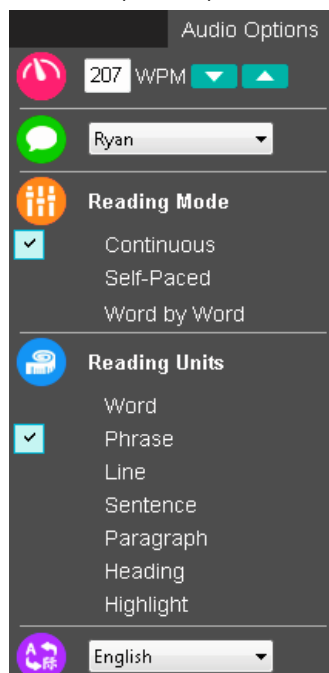 Audio Options
207 WPM
Ryan
Reading Mode
Continuous
Self-Paced
Word by Word
Reading Units
Word
Phrase
Line
Sentence
Paragraph
Heading
Highlight
English